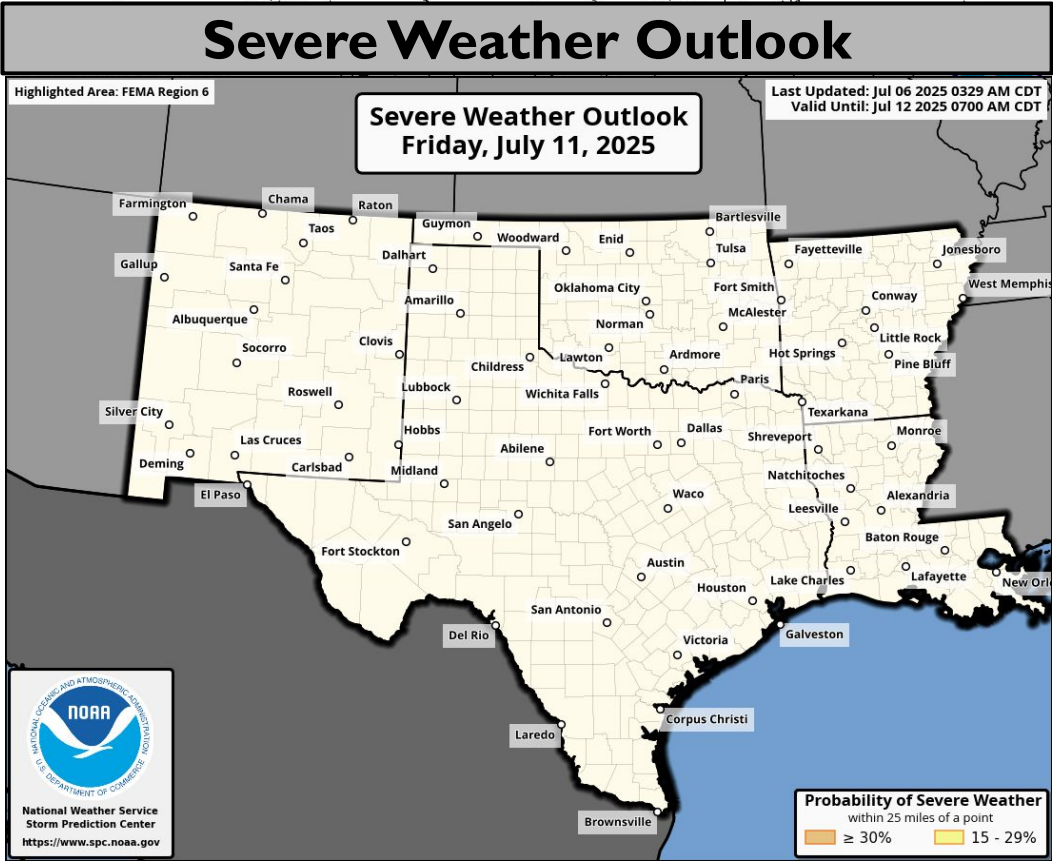 Severe Weather Outlook
Highlighted Area: FEMA Region 6
Last Updated: Jul 06 2025 0329 AM CDT
Valid Until: Jul 12 2025 0700 AM CDT
Severe Weather Outlook
Friday, July 11, 2025
Farmington
Chama
Raton
Taos
Guymon
Woodward
Enid
Bartlesville
Tulsa
Fayetteville
Jonesboro
Gallup
Santa Fe
Dalhart
Oklahoma City
Fort Smith
West Memphis
Amarillo
Conway
Albuquerque
Norman
McAlester
Little Rock
Socorro
Clovis
Childress
Lawton
Ardmore
Hot Springs
Pine Bluff
Roswell
Lubbock
Wichita Falls
Paris
Texarkana
Silver City
Las Cruces
Hobbs
Abilene
Fort Worth
Dallas
Shreveport
Monroe
Deming
Carlsbad
Midland
Natchitoches
El Paso
Waco
Alexandria
San Angelo
Leesville
Fort Stockton
Baton Rouge
Austin
Houston
Lake Charles
Lafayette
New Orl
San Antonio
Del Rio
Victoria
Galveston
Laredo
Corpus Christi
Brownsville
NATIONAL OCEANIC AND ATMOSPHERIC ADMINISTRATION
NOAA
U.S. DEPARTMENT OF COMMERCE
National Weather Service
Storm Prediction Center
https://www.spc.noaa.gov
Probability of Severe Weather
within 25 miles of a point
≥ 30%
15 - 29%